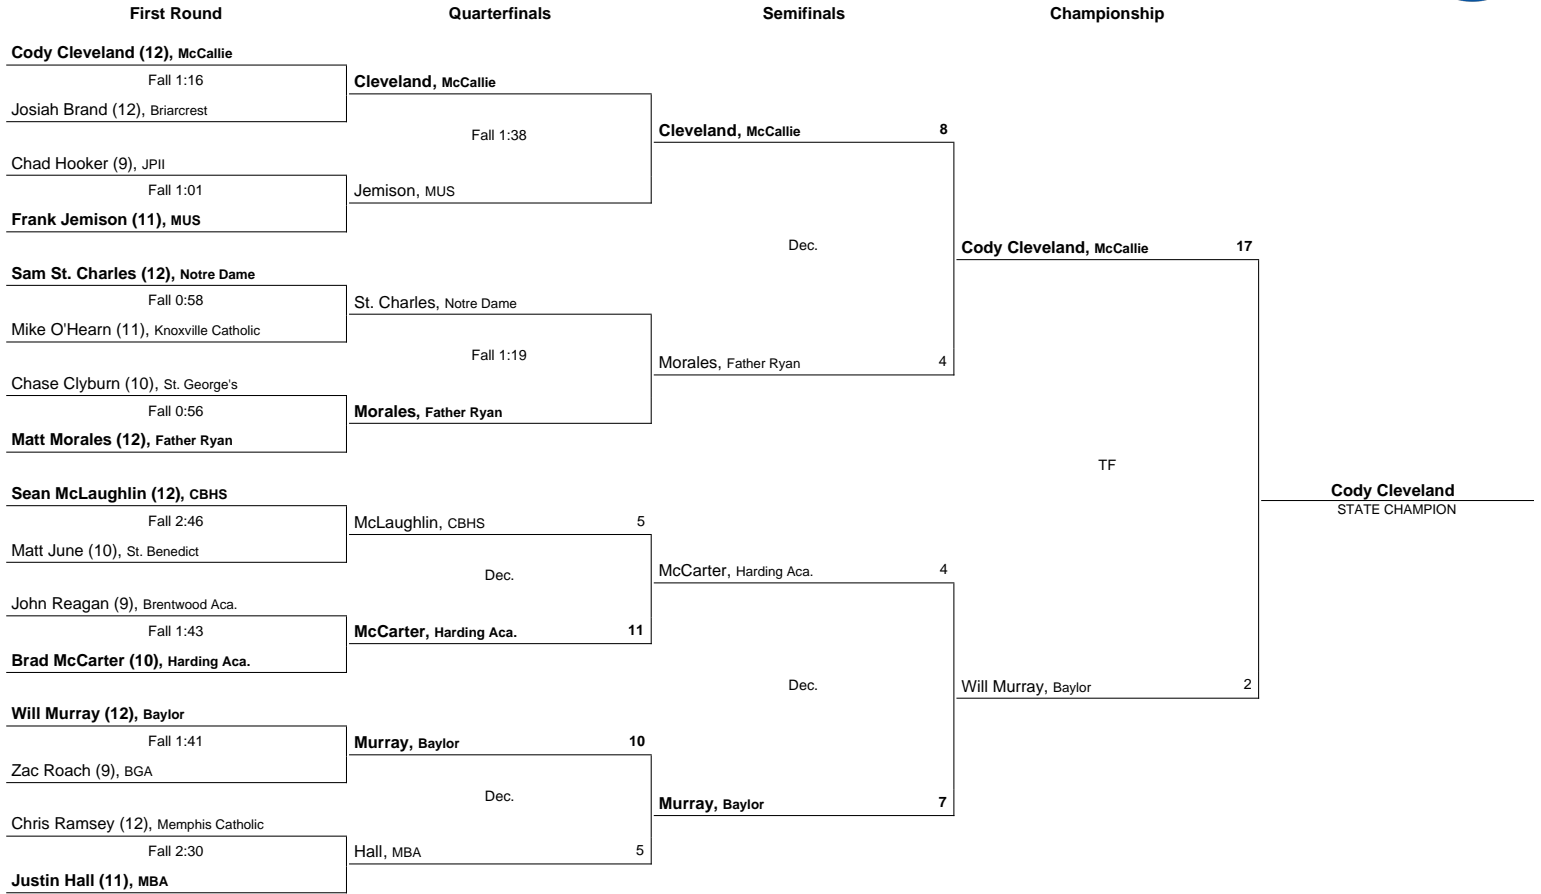 First Round Quarterfinals Semifinals Championship
Cody Cleveland (12), McCallie
Fall 1:16
Josiah Brand (12), Briarcrest
Chad Hooker (9), JPII
Fall 1:01
Frank Jemison (11), MUS
Sam St. Charles (12), Notre Dame
Fall 0:58
Mike O'Hearn (11), Knoxville Catholic
Chase Clyburn (10), St. George's
Fall 0:56
Matt Morales (12), Father Ryan
Sean McLaughlin (12), CBHS
Fall 2:46
Matt June (10), St. Benedict
John Reagan (9), Brentwood Aca.
Fall 1:43
Brad McCarter (10), Harding Aca.
Will Murray (12), Baylor
Fall 1:41
Zac Roach (9), BGA
Chris Ramsey (12), Memphis Catholic
Fall 2:30
Justin Hall (11), MBA
Cleveland, McCallie
Fall 1:38
Jemison, MUS
St. Charles, Notre Dame
Fall 1:19
Morales, Father Ryan
McLaughlin, CBHS 5
Dec.
McCarter, Harding Aca. 11
Murray, Baylor 10
Dec.
Hall, MBA 5
Cleveland, McCallie 8
Dec.
Morales, Father Ryan 4
McCarter, Harding Aca. 4
Dec.
Murray, Baylor 7
Cody Cleveland, McCallie 17
TF
Will Murray, Baylor 2
Cody Cleveland
STATE CHAMPION